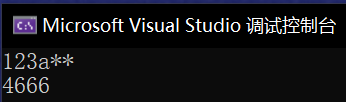 C:\ Microsoft Visual Studio 调试控制台
123a**
4666